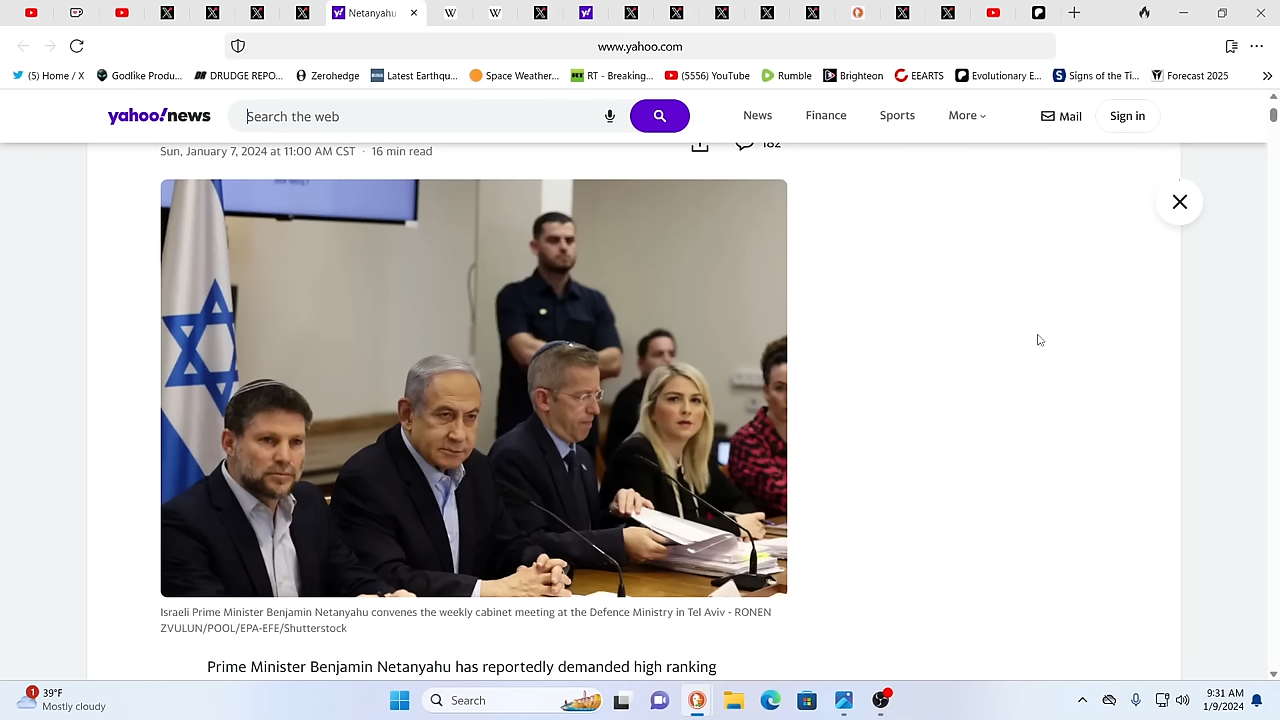 Netanyahu
www.yahoo.com
(5) Home / X
Godlike Produ...
DRUDGE REPO...
Zerohedge
Latest Earthqu...
Space Weather...
RT - Breaking...
(5556) YouTube
Rumble
Brighteon
EEARTS
Evolutionary E...
Signs of the Ti...
Forecast 2025
yahoo!news
Search the web
News
Finance
Sports
More
Mail
Sign in
Sun, January 7, 2024 at 11:00 AM CST · 16 min read
182
Israeli Prime Minister Benjamin Netanyahu convenes the weekly cabinet meeting at the Defence Ministry in Tel Aviv - RONEN
ZVULUN/POOL/EPA-EFE/Shutterstock
Prime Minister Benjamin Netanyahu has reportedly demanded high ranking
1
39°F
Mostly cloudy
Search
9:31 AM
1/9/2024